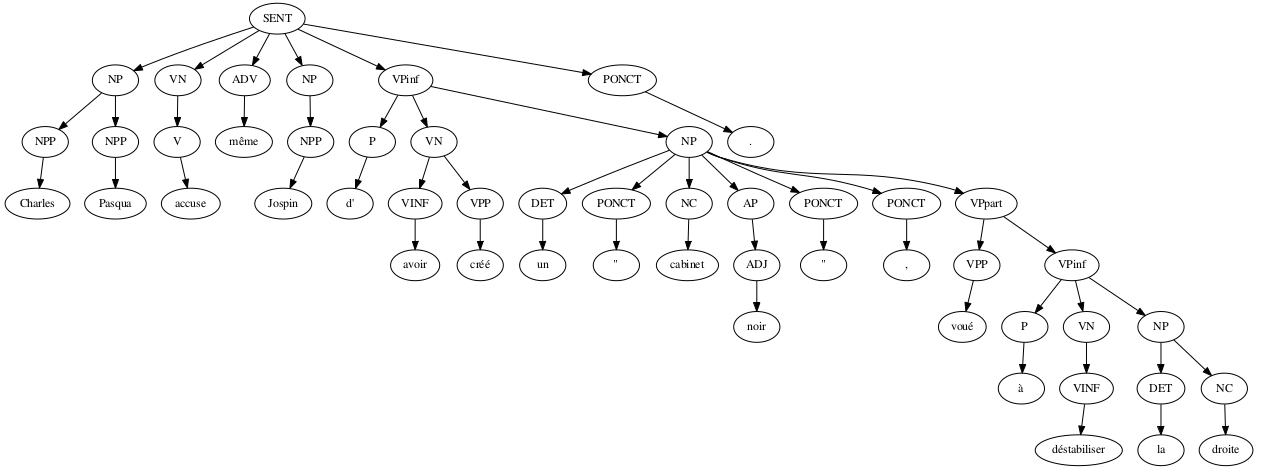 SENT
NP VN ADV NP VPinf PONCT
NPP NPP V même NPP P VN NP .
Charles Pasqua accuse Jospin d' VINF VPP DET PONCT NC AP PONCT PONCT VPpart
avoir créé un " cabinet ADJ " , VPP VPinf
noir voué P VN NP
à VINF DET NC
déstabiliser la droite